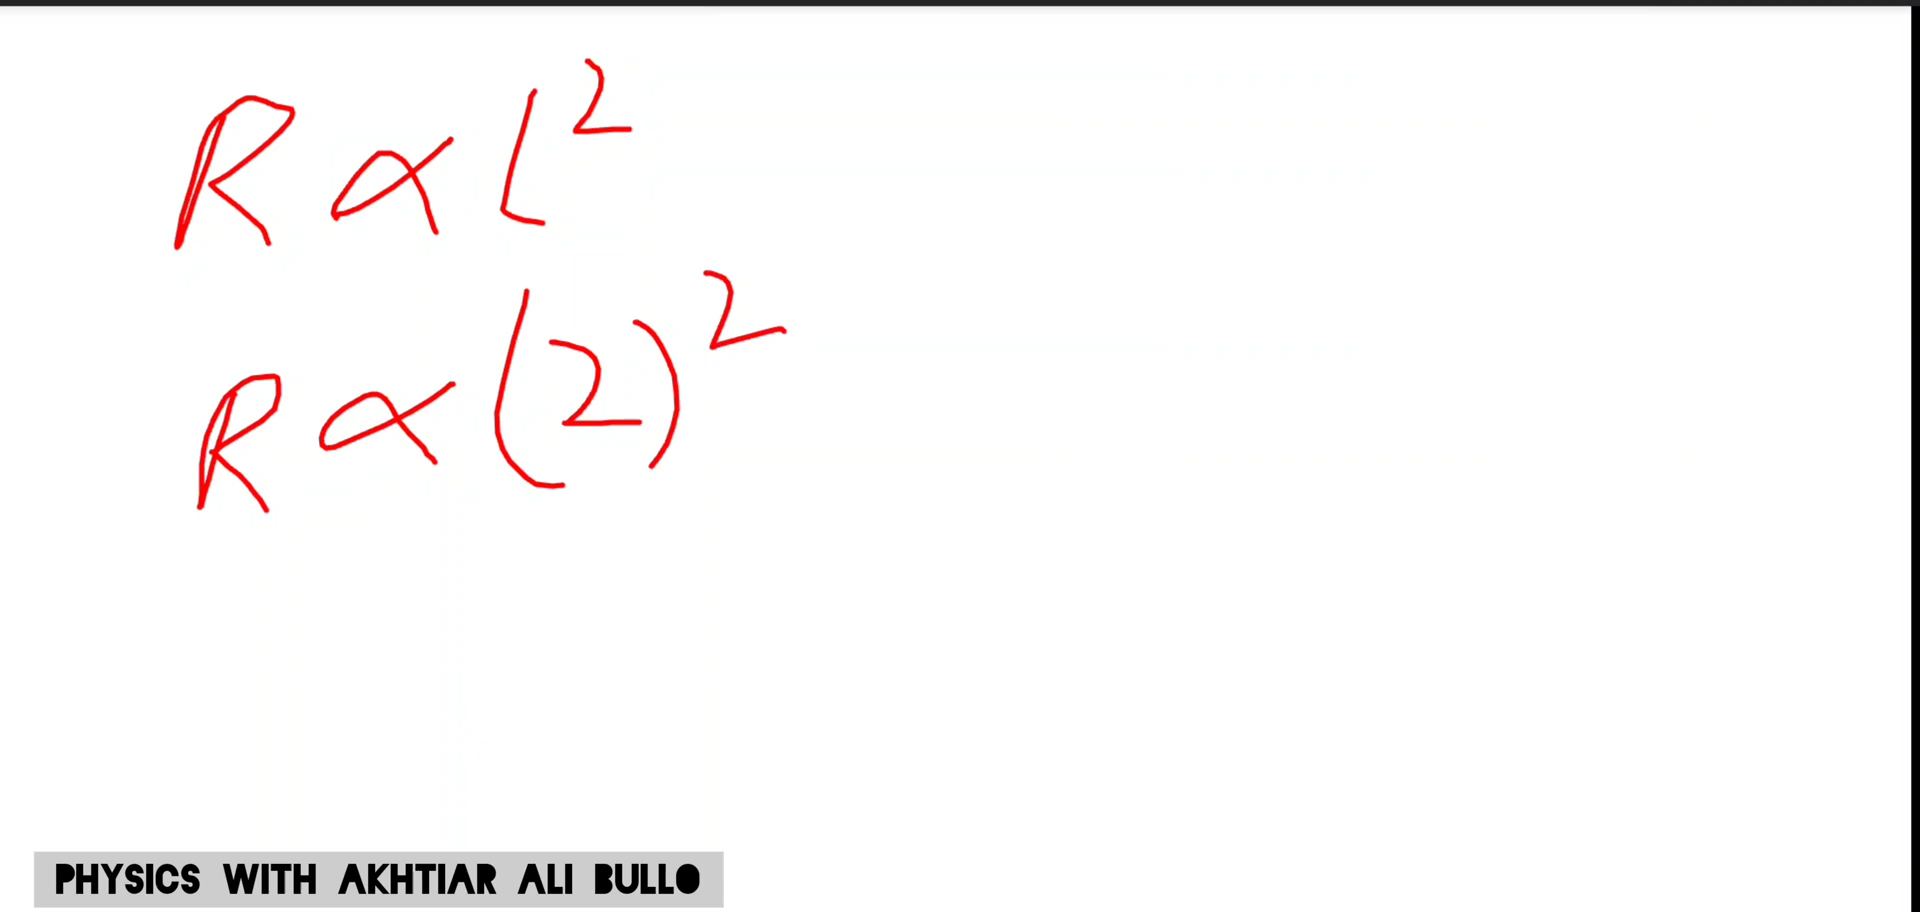 R ∝ l²
R ∝ (2)²
PHYSICS WITH AKHTIAR ALI BULLO